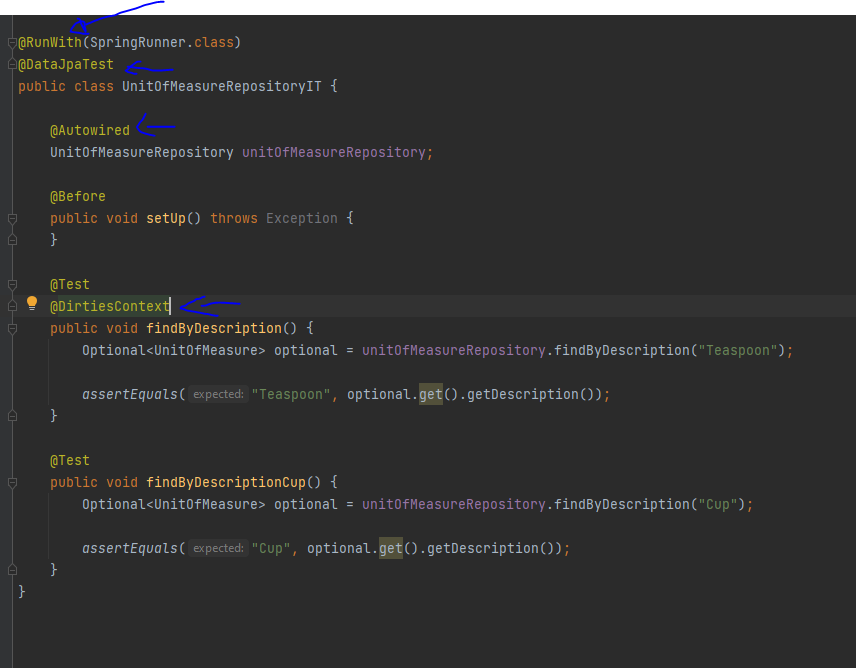 @RunWith(SpringRunner.class)
@DataJpaTest
public class UnitOfMeasureRepositoryIT {
@Autowired
UnitOfMeasureRepository unitOfMeasureRepository;
@Before
public void setUp() throws Exception {
}
@Test
@DirtiesContext
public void findByDescription() {
Optional<UnitOfMeasure> optional = unitOfMeasureRepository.findByDescription("Teaspoon");
assertEquals( expected: "Teaspoon", optional.get().getDescription());
}
@Test
public void findByDescriptionCup() {
Optional<UnitOfMeasure> optional = unitOfMeasureRepository.findByDescription("Cup");
assertEquals( expected: "Cup", optional.get().getDescription());
}
}